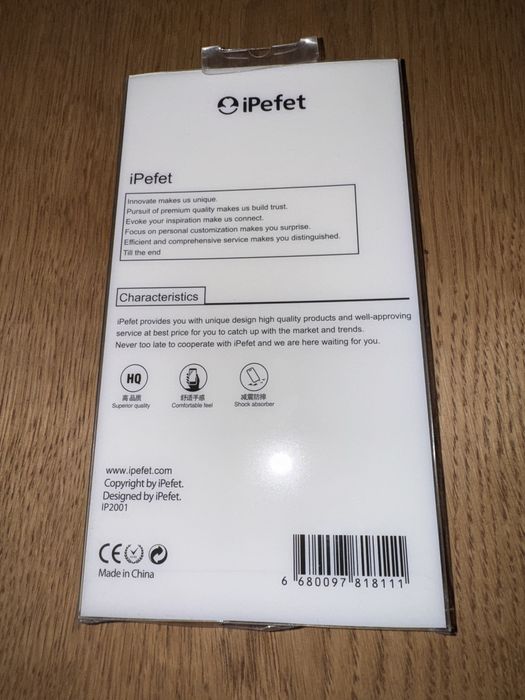 iPefet
iPefet
Innovate makes us unique.
Pursuit of premium quality makes us build trust.
Evoke your inspiration make us connect.
Focus on personal customization makes you surprise.
Efficient and comprehensive service makes you distinguished.
Till the end
Characteristics
iPefet provides you with unique design high quality products and well-approving
service at best price for you to catch up with the market and trends.
Never too late to cooperate with iPefet and we are here waiting for you.
HQ
高品质 舒适手感 减震防摔
Superior quality Comfortable feel Shock absorber
www.ipefet.com
Copyright by iPefet.
Designed by iPefet.
IP2001
CE
Made in China
6 680097 818111